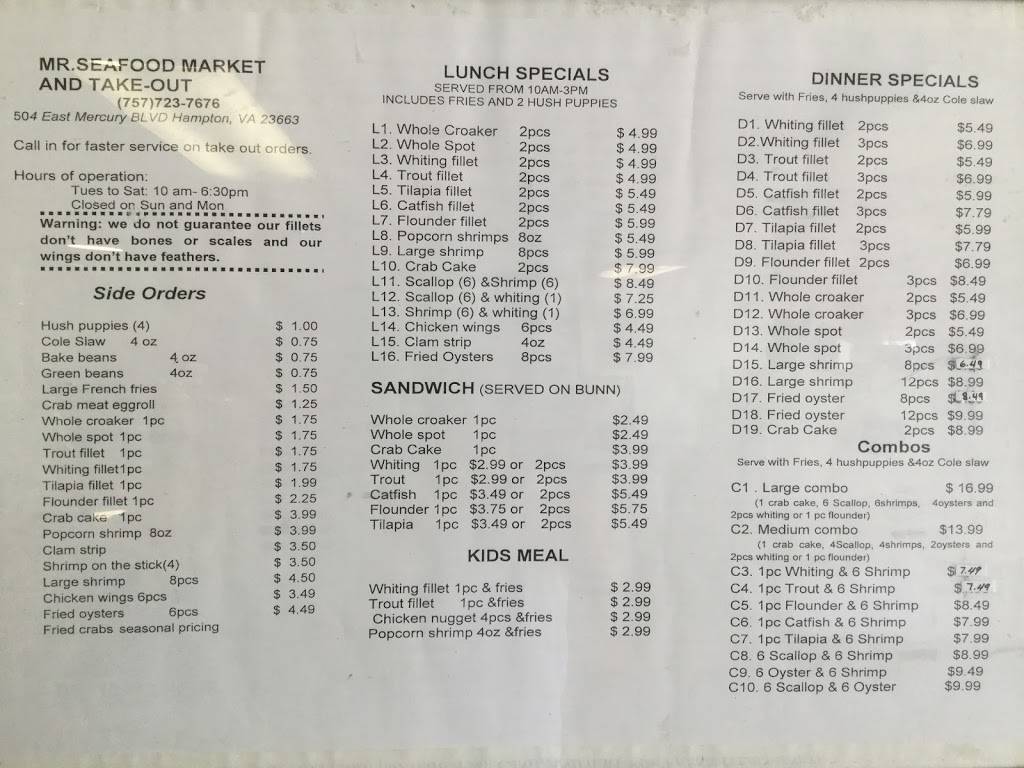 MR.SEAFOOD MARKET
AND TAKE-OUT
(757)723-7676
504 East Mercury BLVD Hampton, VA 23663
Call in for faster service on take out orders.
Hours of operation:
Tues to Sat: 10 am- 6:30pm
Closed on Sun and Mon
Warning: we do not guarantee our fillets
don't have bones or scales and our
wings don't have feathers.
Side Orders
Hush puppies (4) $ 1.00
Cole Slaw 4 oz $ 0.75
Bake beans 4 oz $ 0.75
Green beans 4oz $ 0.75
Large French fries $ 1.50
Crab meat eggroll $ 1.25
Whole croaker 1pc $ 1.75
Whole spot 1pc $ 1.75
Trout fillet 1pc $ 1.75
Whiting fillet1pc $ 1.75
Tilapia fillet 1pc $ 1.99
Flounder fillet 1pc $ 2.25
Crab cake 1pc $ 3.99
Popcorn shrimp 8oz $ 3.99
Clam strip $ 3.50
Shrimp on the stick(4) $ 3.50
Large shrimp 8pcs $ 4.50
Chicken wings 6pcs $ 3.49
Fried oysters 6pcs $ 4.49
Fried crabs seasonal pricing
LUNCH SPECIALS
SERVED FROM 10AM-3PM
INCLUDES FRIES AND 2 HUSH PUPPIES
L1. Whole Croaker 2pcs $ 4.99
L2. Whole Spot 2pcs $ 4.99
L3. Whiting fillet 2pcs $ 4.99
L4. Trout fillet 2pcs $ 4.99
L5. Tilapia fillet 2pcs $ 5.49
L6. Catfish fillet 2pcs $ 5.49
L7. Flounder fillet 2pcs $ 5.99
L8. Popcorn shrimps 8oz $ 5.49
L9. Large shrimp 8pcs $ 5.99
L10. Crab Cake 2pcs $ 7.99
L11. Scallop (6) &Shrimp (6) $ 8.49
L12. Scallop (6) & whiting (1) $ 7.25
L13. Shrimp (6) & whiting (1) $ 6.99
L14. Chicken wings 6pcs $ 4.49
L15. Clam strip 4oz $ 4.49
L16. Fried Oysters 8pcs $ 7.99
SANDWICH (SERVED ON BUNN)
Whole croaker 1pc $2.49
Whole spot 1pc $2.49
Crab Cake 1pc $3.99
Whiting 1pc $2.99 or 2pcs $3.99
Trout 1pc $2.99 or 2pcs $3.99
Catfish 1pc $3.49 or 2pcs $5.49
Flounder 1pc $3.75 or 2pcs $5.75
Tilapia 1pc $3.49 or 2pcs $5.49
KIDS MEAL
Whiting fillet 1pc & fries $ 2.99
Trout fillet 1pc &fries $ 2.99
Chicken nugget 4pcs &fries $ 2.99
Popcorn shrimp 4oz &fries $ 2.99
DINNER SPECIALS
Serve with Fries, 4 hushpuppies &4oz Cole slaw
D1. Whiting fillet 2pcs $5.49
D2.Whiting fillet 3pcs $6.99
D3. Trout fillet 2pcs $5.49
D4. Trout fillet 3pcs $6.99
D5. Catfish fillet 2pcs $5.99
D6. Catfish fillet 3pcs $7.79
D7. Tilapia fillet 2pcs $5.99
D8. Tilapia fillet 3pcs $7.79
D9. Flounder fillet 2pcs $6.99
D10. Flounder fillet 3pcs $8.49
D11. Whole croaker 2pcs $5.49
D12. Whole croaker 3pcs $6.99
D13. Whole spot 2pcs $5.49
D14. Whole spot 3pcs $6.99
D15. Large shrimp 8pcs $6.49
D16. Large shrimp 12pcs $8.99
D17. Fried oyster 8pcs $8.49
D18. Fried oyster 12pcs $9.99
D19. Crab Cake 2pcs $8.99
Combos
Serve with Fries, 4 hushpuppies &4oz Cole slaw
C1 . Large combo $ 16.99
(1 crab cake, 6 Scallop, 6shrimps, 4oysters and
2pcs whiting or 1 pc flounder)
C2. Medium combo $13.99
(1 crab cake, 4Scallop, 4shrimps, 2oysters and
2pcs whiting or 1 pc flounder)
C3. 1pc Whiting & 6 Shrimp $7.49
C4. 1pc Trout & 6 Shrimp $7.49
C5. 1pc Flounder & 6 Shrimp $8.49
C6. 1pc Catfish & 6 Shrimp $7.99
C7. 1pc Tilapia & 6 Shrimp $7.99
C8. 6 Scallop & 6 Shrimp $8.99
C9. 6 Oyster & 6 Shrimp $9.49
C10. 6 Scallop & 6 Oyster $9.99